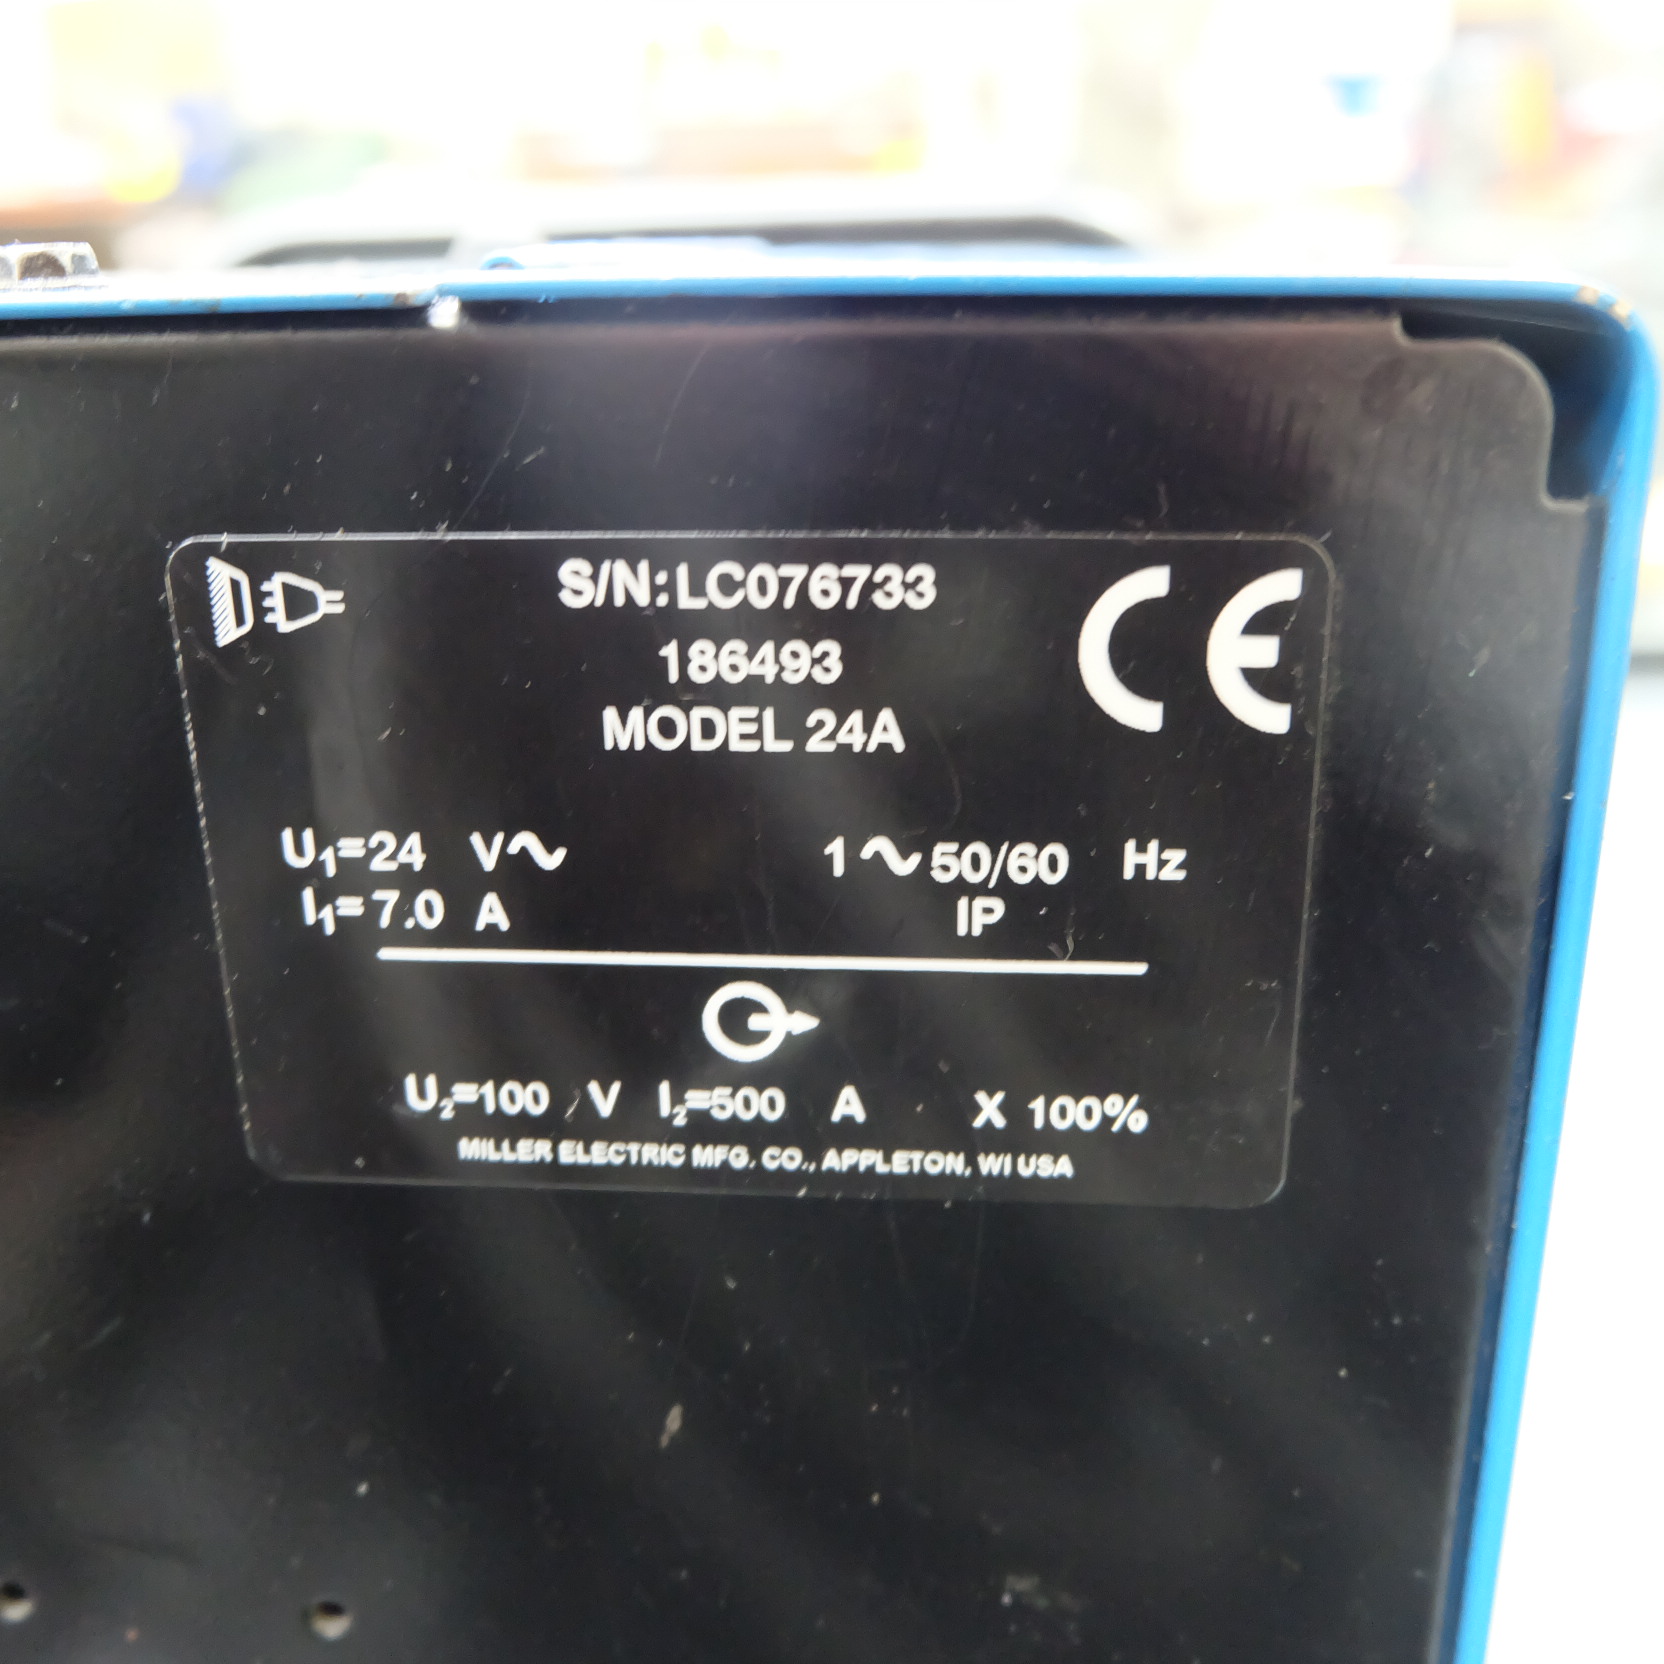 S/N:LC076733
186493
MODEL 24A
CE
U₁=24 V∿ 1∿50/60 Hz
I₁=7.0 A IP
U₂=100 V I₂=500 A X 100%
MILLER ELECTRIC MFG. CO., APPLETON, WI USA